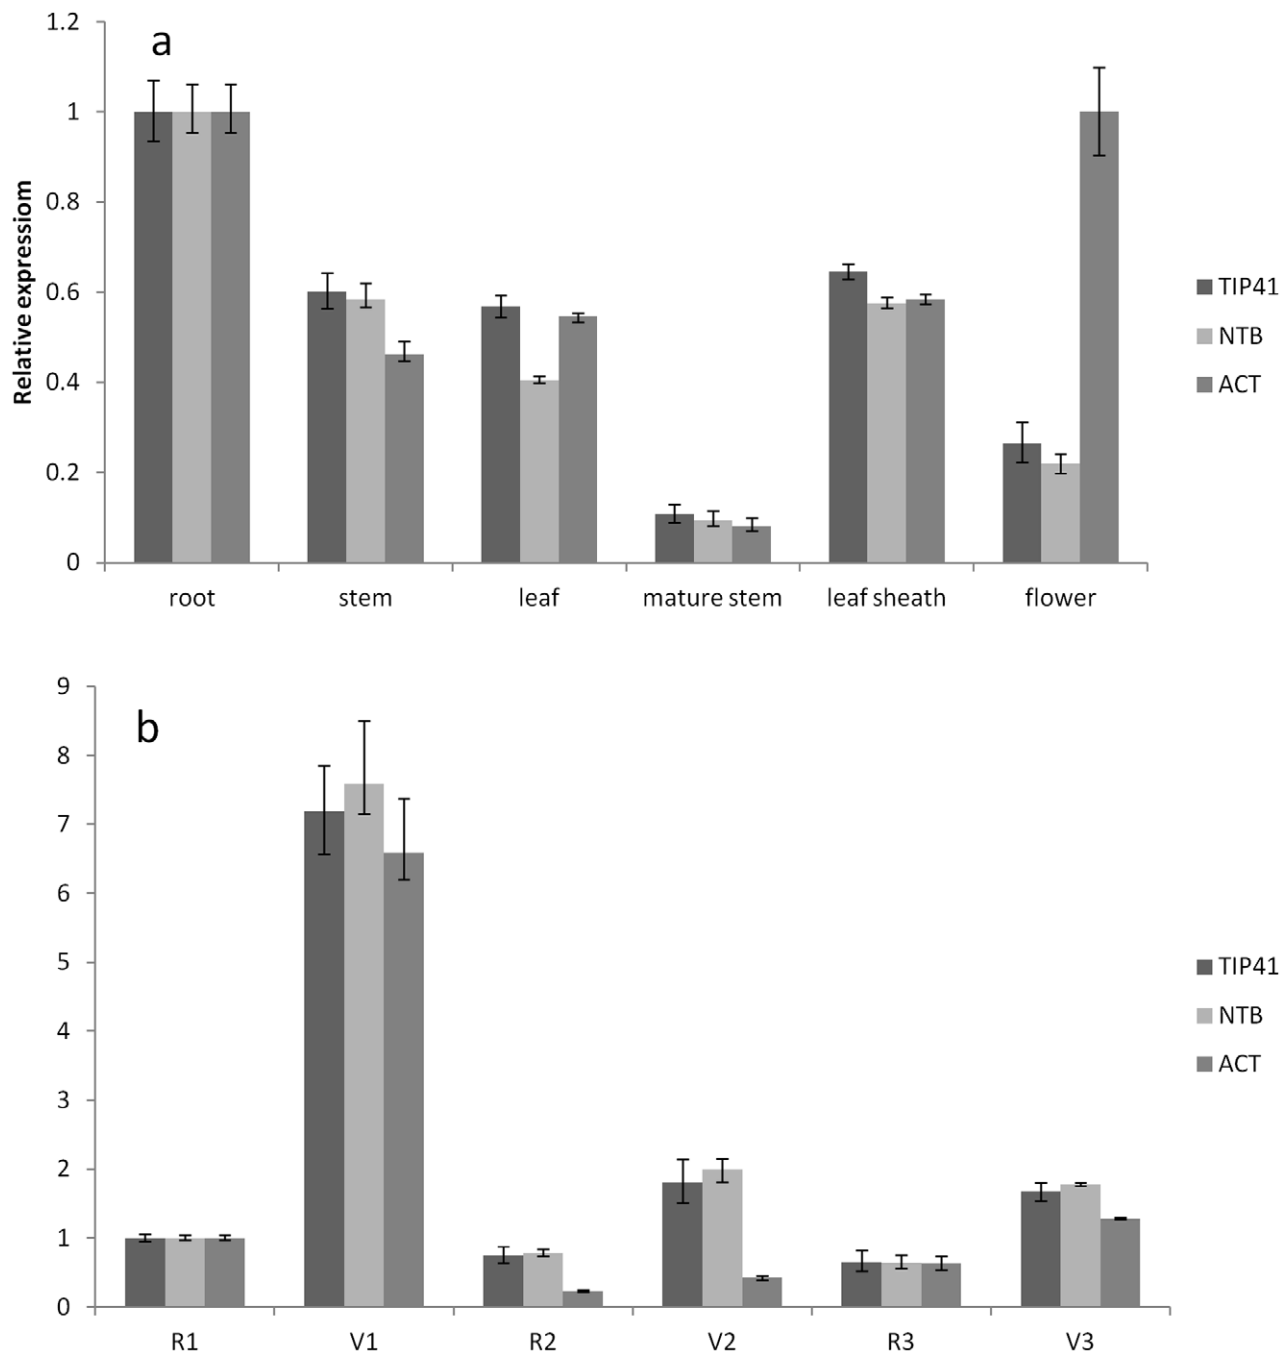 1.2
a
1
0.8
0.6
0.4
0.2
0
Relative expressiom
TIP41
NTB
ACT
root stem leaf mature stem leaf sheath flower
9
b
8
7
6
5
4
3
2
1
0
TIP41
NTB
ACT
R1 V1 R2 V2 R3 V3